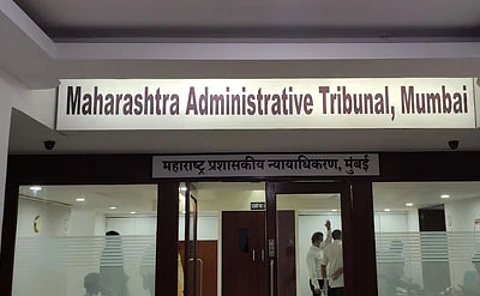 Maharashtra Administrative Tribunal, Mumbai
महाराष्ट्र प्रशासकीय न्यायाधिकरण, मुंबई